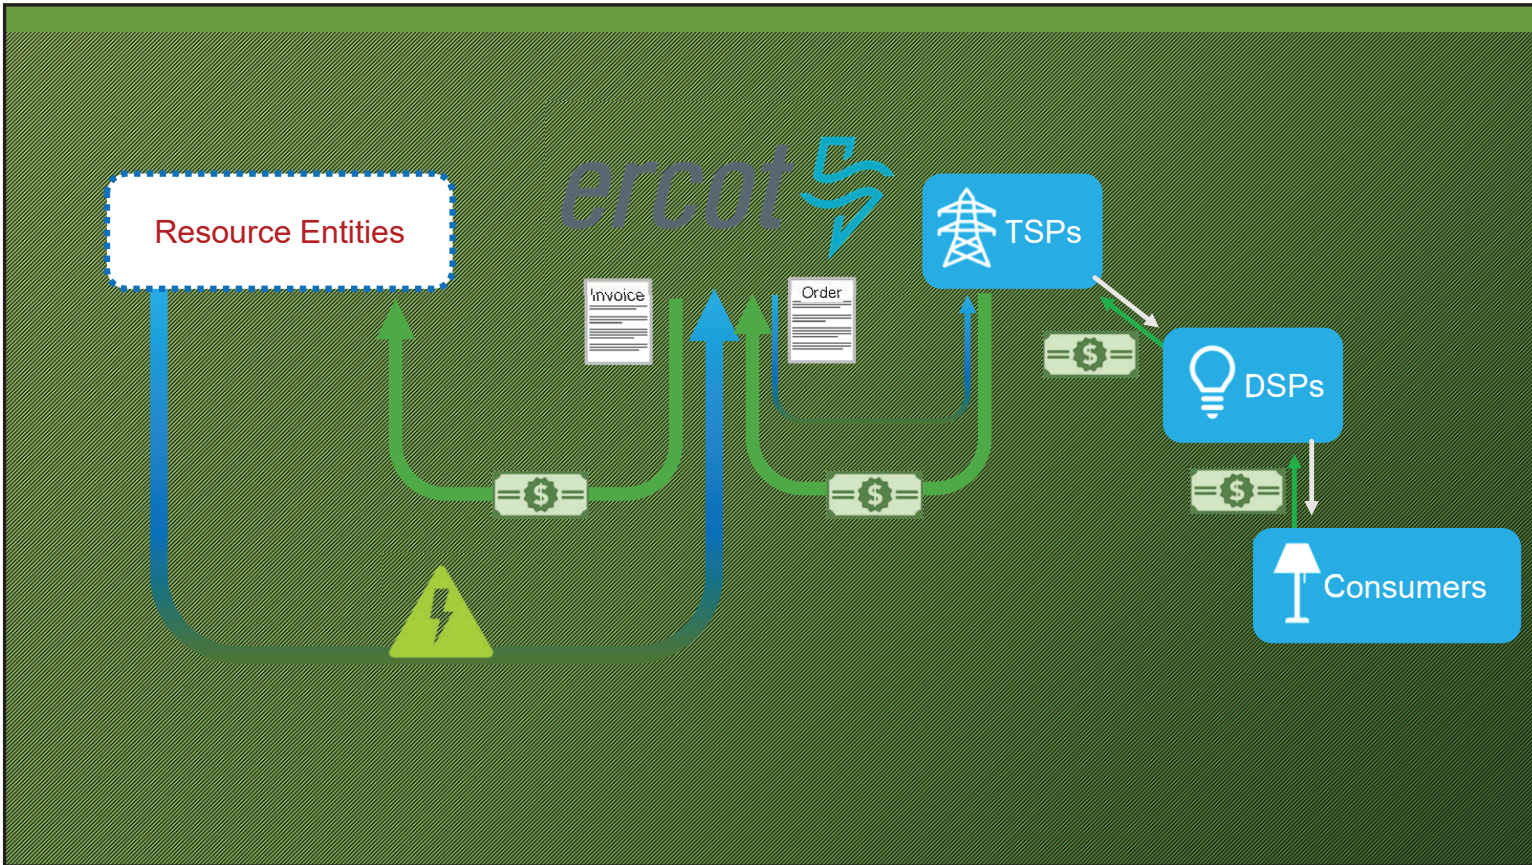 ercot
Resource Entities
TSPs
Invoice
Order
$
DSPs
$
$
$
Consumers